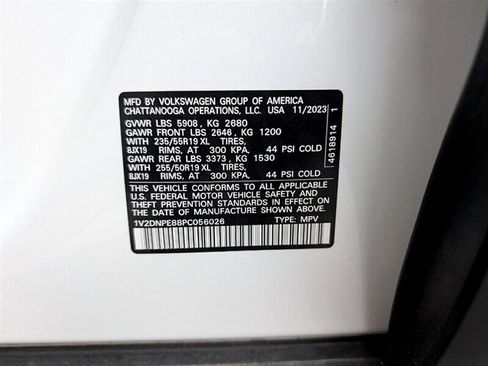 MFD BY VOLKSWAGEN GROUP OF AMERICA
CHATTANOOGA OPERATIONS, LLC. USA 11/2023
GVWR LBS 5908 , KG 2680
GAWR FRONT LBS 2646 , KG 1200
WITH 235/55R19 XL TIRES,
8JX19 RIMS, AT 300 KPA, 44 PSI COLD
GAWR REAR LBS 3373 , KG 1530
WITH 255/50R19 XL TIRES,
8JX19 RIMS, AT 300 KPA, 44 PSI COLD
THIS VEHICLE CONFORMS TO ALL APPLICABLE
U.S. FEDERAL MOTOR VEHICLE SAFETY AND
THEFT PREVENTION STANDARDS IN EFFECT ON
THE DATE OF MANUFACTURE SHOWN ABOVE.
1V2DNPE88PC056026 TYPE: MPV
4618914 1